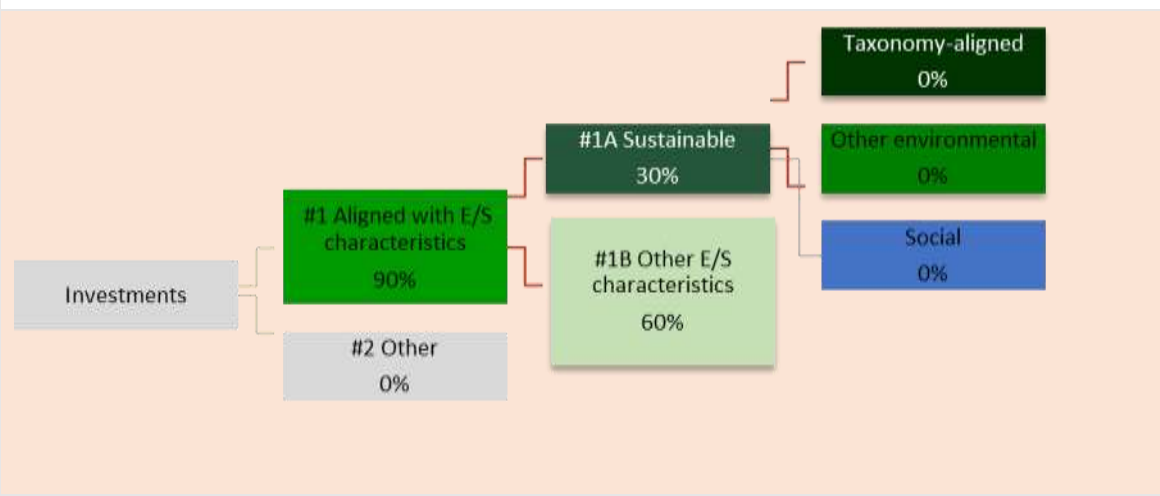 Investments
#1 Aligned with E/S
characteristics
90%
#2 Other
0%
#1A Sustainable
30%
#1B Other E/S
characteristics
60%
Taxonomy-aligned
0%
Other environmental
0%
Social
0%